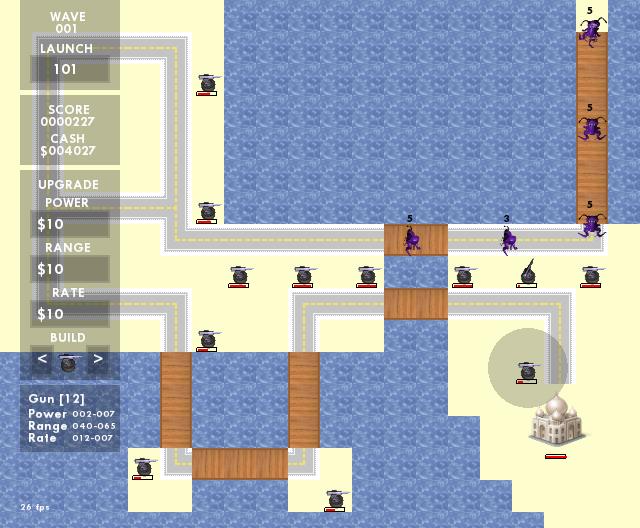 WAVE
001
LAUNCH
101
SCORE
0000227
CASH
$004027
UPGRADE
POWER
$10
RANGE
$10
RATE
$10
BUILD
< >
Gun [12]
Power 002-007
Range 040-065
Rate 012-007
26 fps
5
5
5
5
3